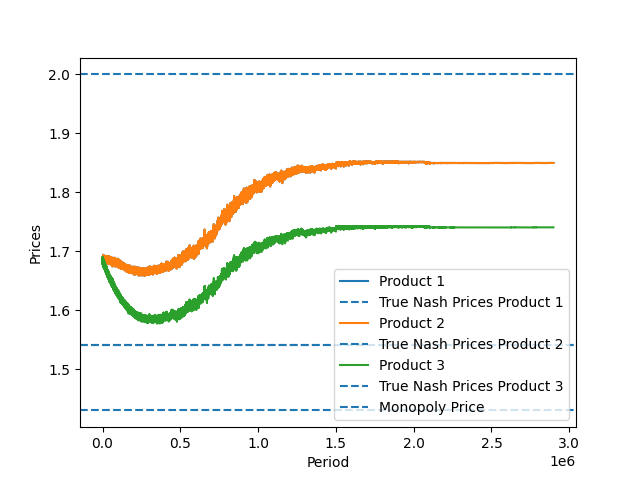 2.0
1.9
1.8
1.7
1.6
1.5
Prices
Product 1
True Nash Prices Product 1
Product 2
True Nash Prices Product 2
Product 3
True Nash Prices Product 3
Monopoly Price
0.0 0.5 1.0 1.5 2.0 2.5 3.0
Period
1e6